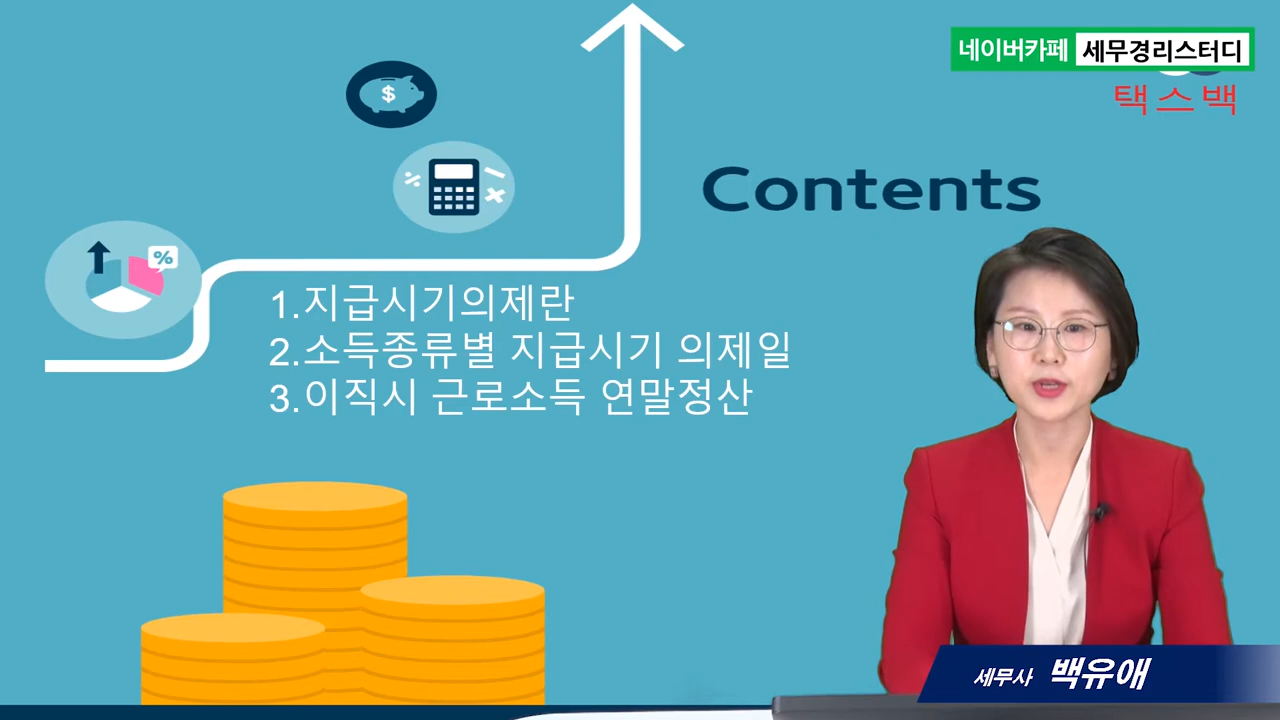 네이버카페 세무경리스터디
택스백
Contents
$
%
1.지급시기의제란
2.소득종류별 지급시기 의제일
3.이직시 근로소득 연말정산
세무사 백유애